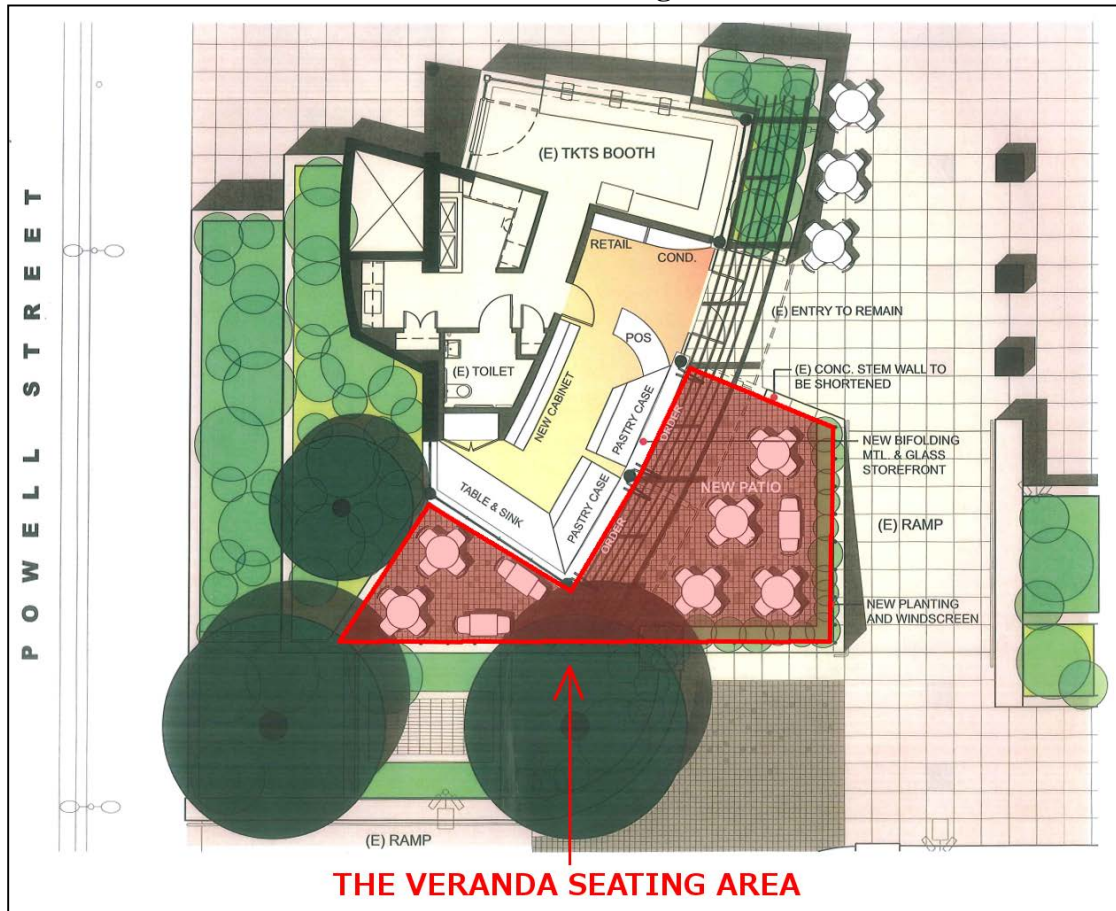 POWELL STREET
(E) TKTS BOOTH
RETAIL
COND.
(E) ENTRY TO REMAIN
POS
(E) TOILET
(E) CONC. STEM WALL TO
BE SHORTENED
NEW CABINET
PASTRY CASE
ORDER
NEW BIFOLDING
MTL. & GLASS
STOREFRONT
NEW PATIO
TABLE & SINK
PASTRY CASE
ORDER
(E) RAMP
NEW PLANTING
AND WINDSCREEN
(E) RAMP
THE VERANDA SEATING AREA